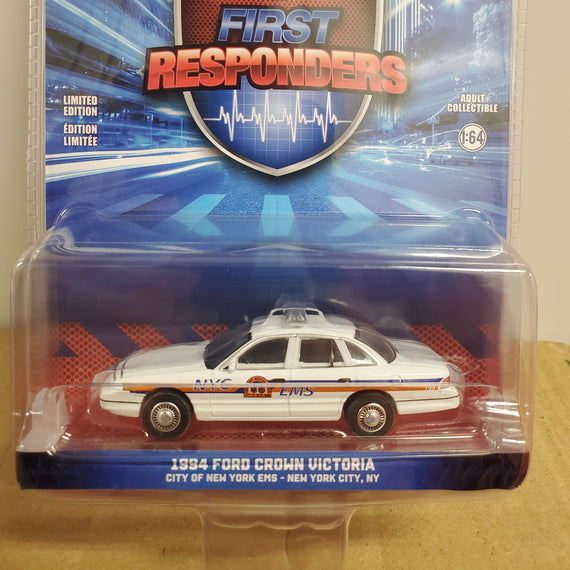 FIRST
RESPONDERS
LIMITED
EDITION
ÉDITION
LIMITÉE
ADULT
COLLECTIBLE
1:64
NYC EMS
1994 FORD CROWN VICTORIA
CITY OF NEW YORK EMS - NEW YORK CITY, NY